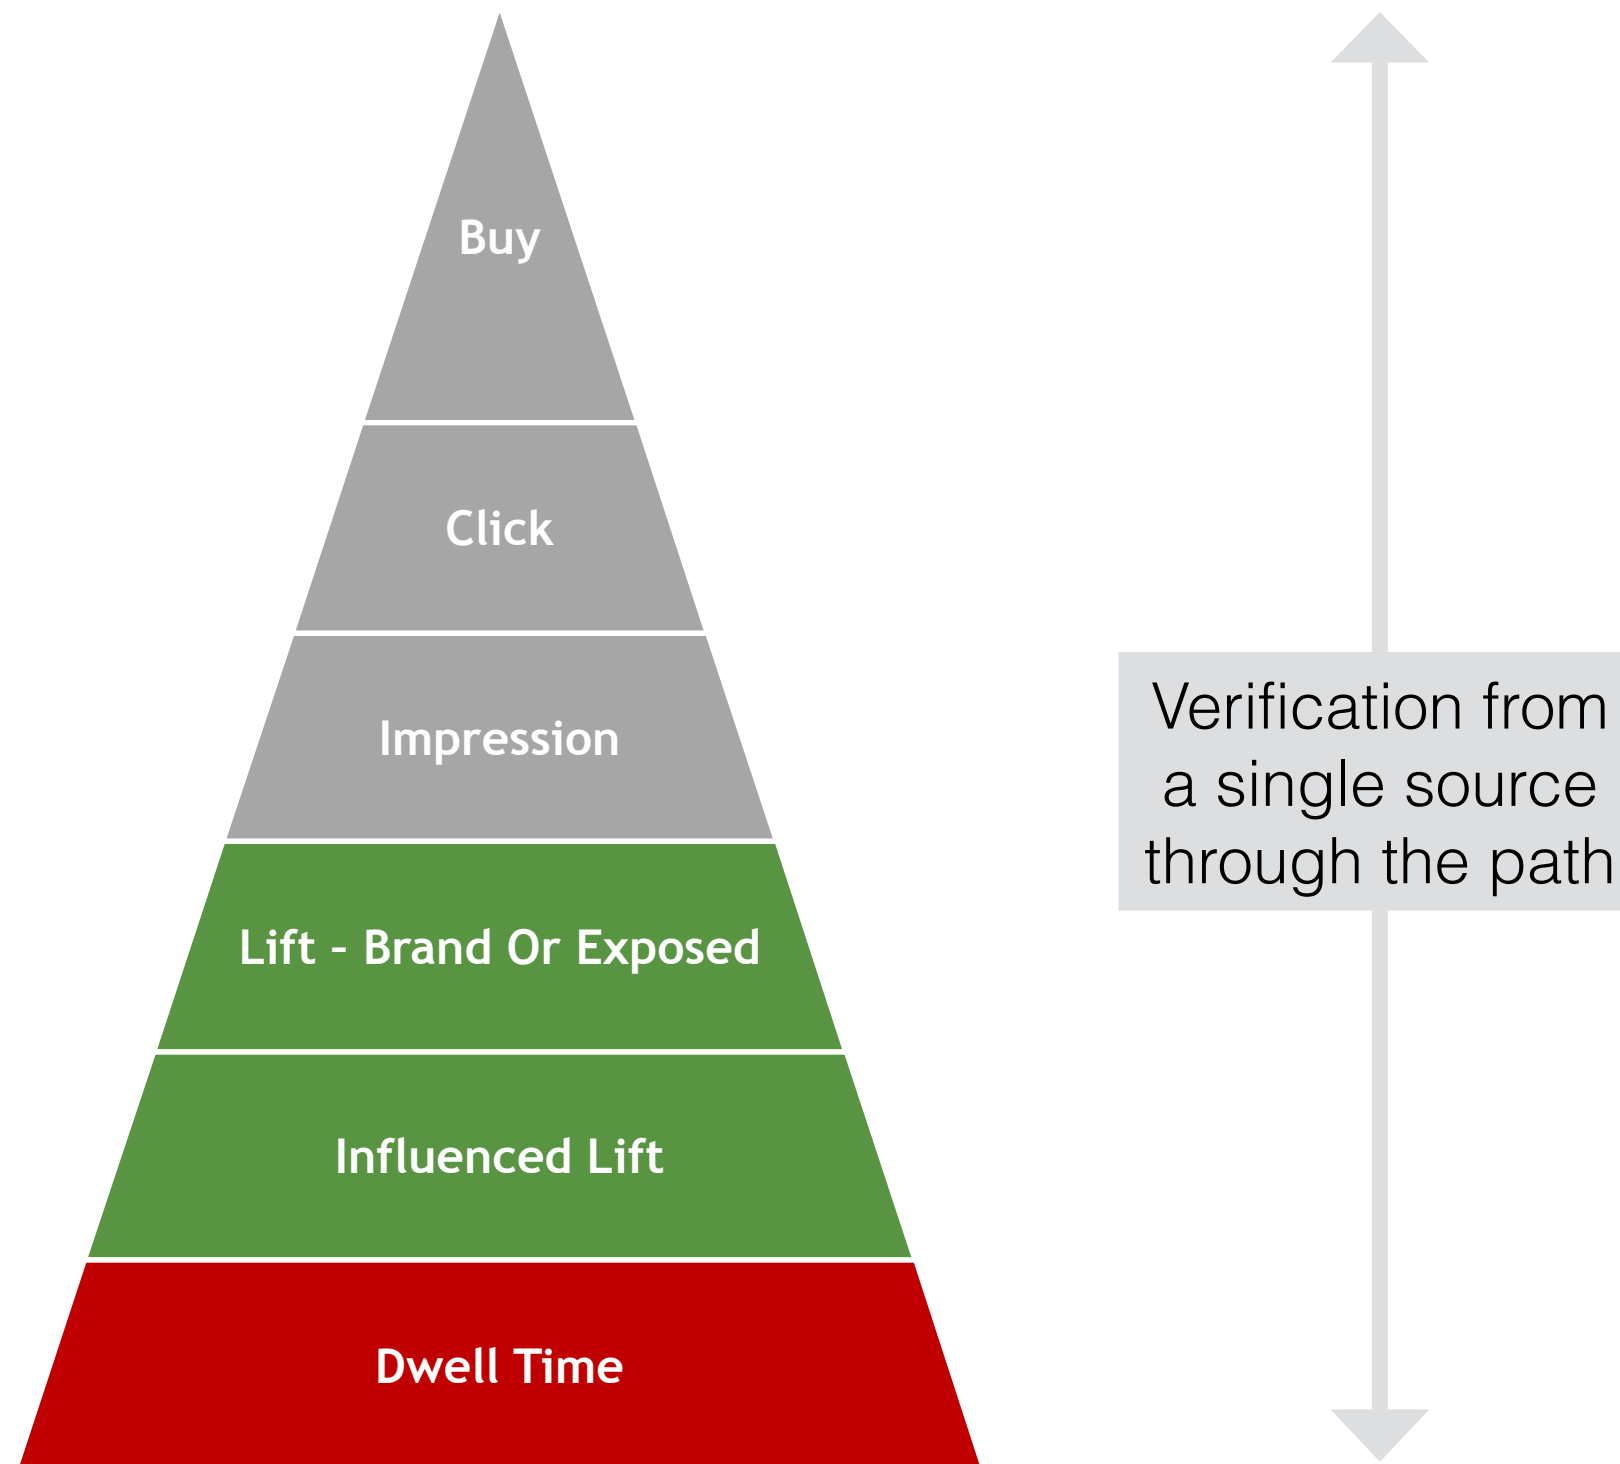 Buy
Click
Impression
Lift – Brand Or Exposed
Influenced Lift
Dwell Time
Verification from
a single source
through the path